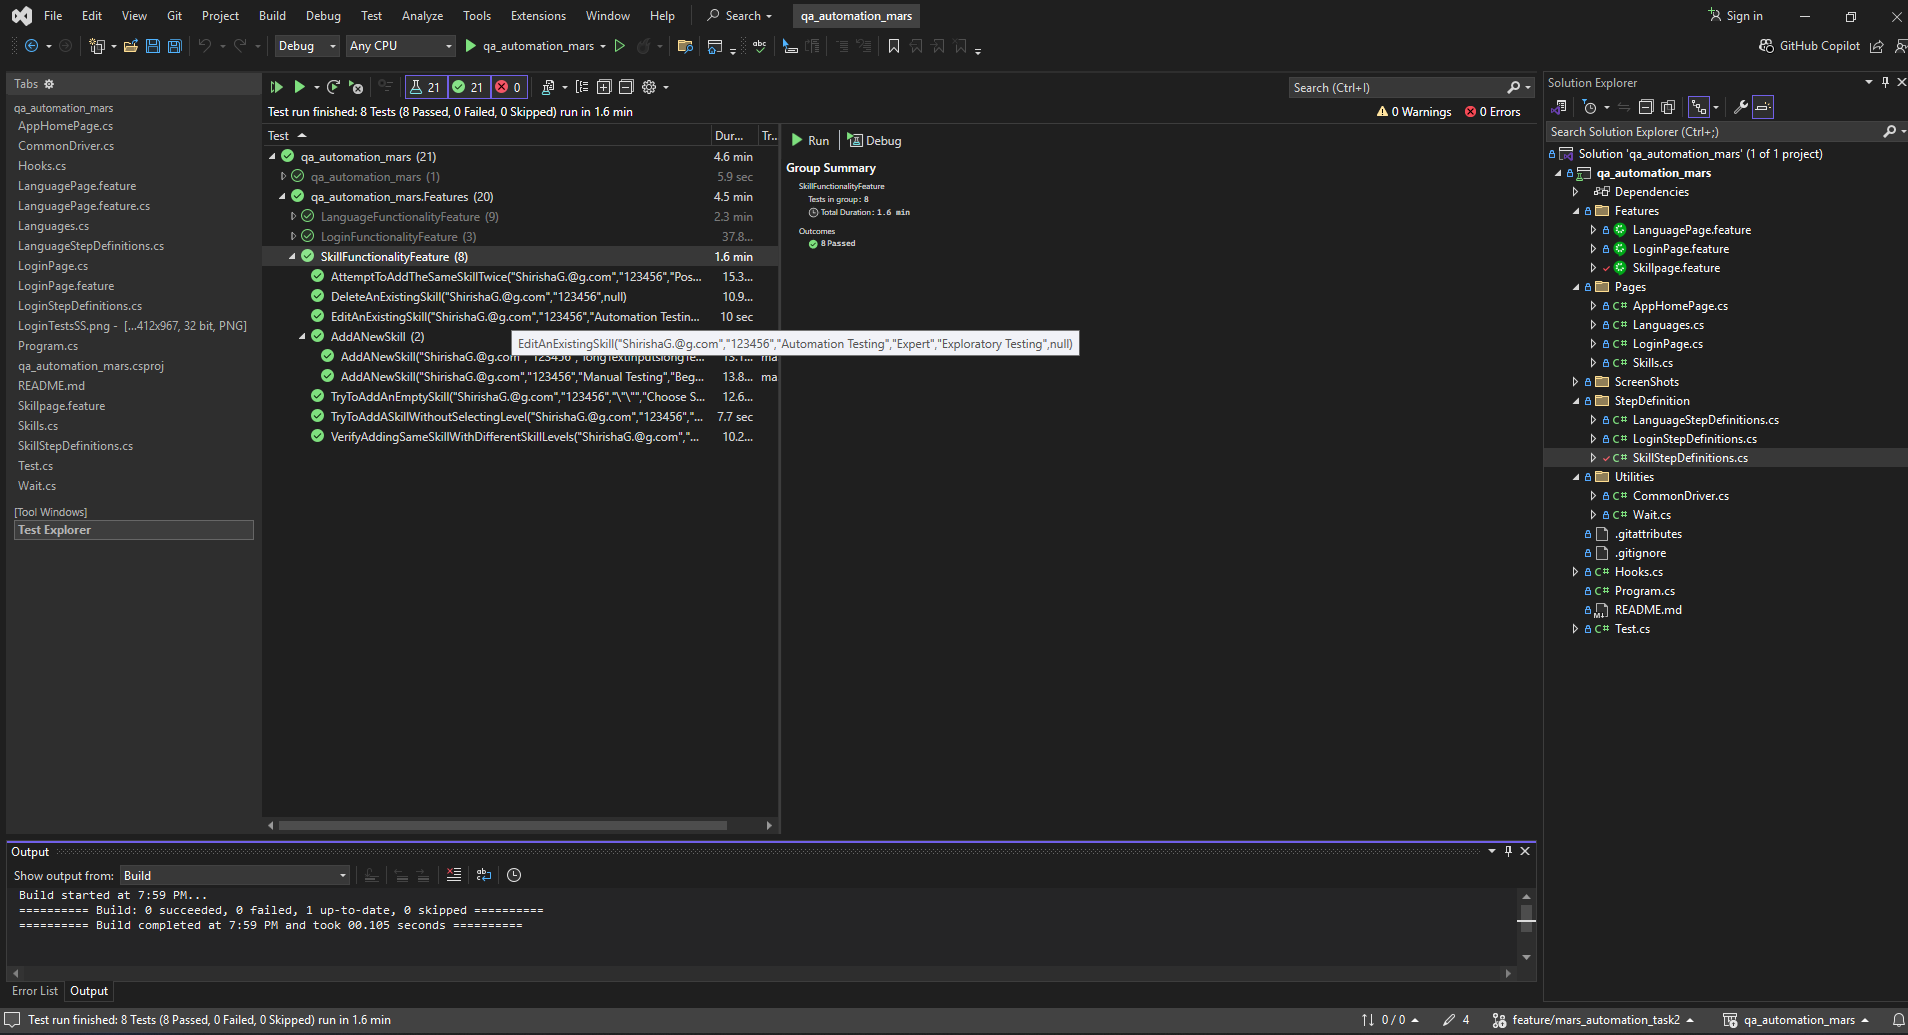 File Edit View Git Project Build Debug Test Analyze Tools Extensions Window Help Search qa_automation_mars Sign in
Debug Any CPU qa_automation_mars GitHub Copilot
Tabs
qa_automation_mars
AppHomePage.cs
CommonDriver.cs
Hooks.cs
LanguagePage.feature
LanguagePage.feature.cs
Languages.cs
LanguageStepDefinitions.cs
LoginPage.cs
LoginPage.feature
LoginStepDefinitions.cs
LoginTestsSS.png - [...412x967, 32 bit, PNG]
Program.cs
qa_automation_mars.csproj
README.md
Skillpage.feature
Skills.cs
SkillStepDefinitions.cs
Test.cs
Wait.cs
[Tool Windows]
Test Explorer
21 21 0
Search (Ctrl+I)
Test run finished: 8 Tests (8 Passed, 0 Failed, 0 Skipped) run in 1.6 min
0 Warnings 0 Errors
Test Dur... Tr...
qa_automation_mars (21) 4.6 min
qa_automation_mars (1) 5.9 sec
qa_automation_mars.Features (20) 4.5 min
LanguageFunctionalityFeature (9) 2.3 min
LoginFunctionalityFeature (3) 37.8...
SkillFunctionalityFeature (8) 1.6 min
AttemptToAddTheSameSkillTwice("ShirishaG.@g.com","123456","Pos... 15.3...
DeleteAnExistingSkill("ShirishaG.@g.com","123456",null) 10.9...
EditAnExistingSkill("ShirishaG.@g.com","123456","Automation Testin... 10 sec
AddANewSkill (2)
EditAnExistingSkill("ShirishaG.@g.com","123456","Automation Testing","Expert","Exploratory Testing",null)
AddANewSkill("ShirishaG.@g.com","123456","longTextInputslongTe... 13.1... ma
AddANewSkill("ShirishaG.@g.com","123456","Manual Testing","Beg... 13.8... ma
TryToAddAnEmptySkill("ShirishaG.@g.com","123456","\"\"","Choose S... 12.6...
TryToAddASkillWithoutSelectingLevel("ShirishaG.@g.com","123456","... 7.7 sec
VerifyAddingSameSkillWithDifferentSkillLevels("ShirishaG.@g.com","... 10.2...
Run Debug
Group Summary
SkillFunctionalityFeature
Tests in group: 8
Total Duration: 1.6 min
Outcomes
8 Passed
Solution Explorer
Search Solution Explorer (Ctrl+;)
Solution 'qa_automation_mars' (1 of 1 project)
qa_automation_mars
Dependencies
Features
LanguagePage.feature
LoginPage.feature
Skillpage.feature
Pages
C# AppHomePage.cs
C# Languages.cs
C# LoginPage.cs
C# Skills.cs
ScreenShots
StepDefinition
C# LanguageStepDefinitions.cs
C# LoginStepDefinitions.cs
C# SkillStepDefinitions.cs
Utilities
C# CommonDriver.cs
C# Wait.cs
.gitattributes
.gitignore
C# Hooks.cs
C# Program.cs
README.md
C# Test.cs
Output
Show output from: Build
Build started at 7:59 PM...
========== Build: 0 succeeded, 0 failed, 1 up-to-date, 0 skipped ==========
========== Build completed at 7:59 PM and took 00.105 seconds ==========
Error List Output
Test run finished: 8 Tests (8 Passed, 0 Failed, 0 Skipped) run in 1.6 min 0 / 0 4 feature/mars_automation_task2 qa_automation_mars